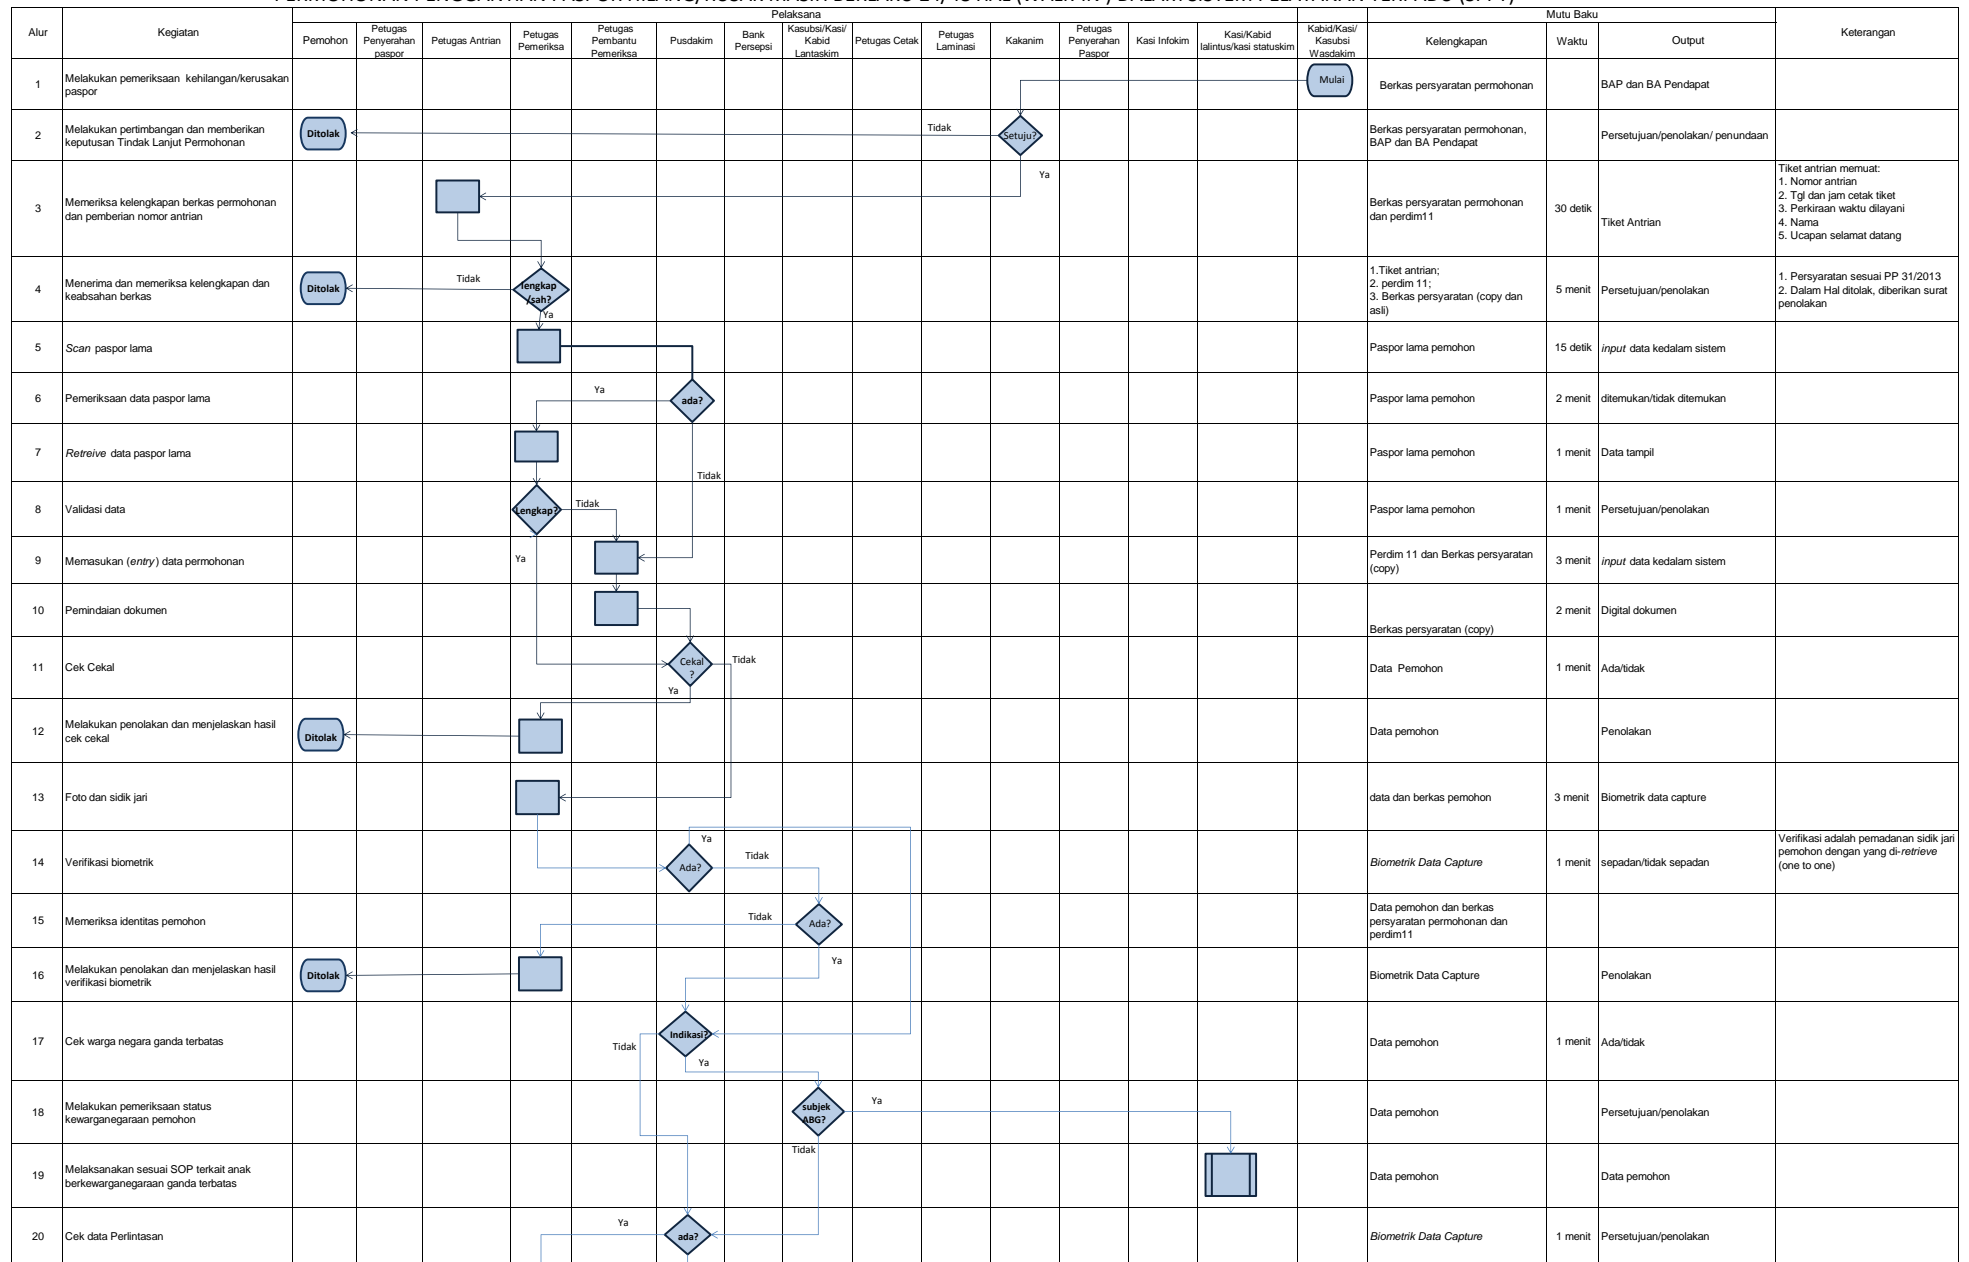 Pelaksana
Mutu Baku
Alur
Kegiatan
Pemohon
Petugas
Penyerahan
paspor
Petugas Antrian
Petugas
Pemeriksa
Petugas
Pembantu
Pemeriksa
Pusdakim
Bank
Persepsi
Kasubsi/Kasi/
Kabid
Lantaskim
Petugas Cetak
Petugas
Laminasi
Kakanim
Petugas
Penyerahan
Paspor
Kasi Infokim
Kasi/Kabid
lalintus/kasi statuskim
Kabid/Kasi/
Kasubsi
Wasdakim
Kelengkapan
Waktu
Output
Keterangan
1
Melakukan pemeriksaan kehilangan/kerusakan
paspor
Mulai
Berkas persyaratan permohonan
BAP dan BA Pendapat
2
Melakukan pertimbangan dan memberikan
keputusan Tindak Lanjut Permohonan
Ditolak
Tidak
Setuju?
Ya
Berkas persyaratan permohonan,
BAP dan BA Pendapat
Persetujuan/penolakan/ penundaan
3
Memeriksa kelengkapan berkas permohonan
dan pemberian nomor antrian
Berkas persyaratan permohonan
dan perdim11
30 detik
Tiket Antrian
Tiket antrian memuat:
1. Nomor antrian
2. Tgl dan jam cetak tiket
3. Perkiraan waktu dilayani
4. Nama
5. Ucapan selamat datang
4
Menerima dan memeriksa kelengkapan dan
keabsahan berkas
Ditolak
Tidak
lengkap
/sah?
Ya
1.Tiket antrian;
2. perdim 11;
3. Berkas persyaratan (copy dan
asli)
5 menit
Persetujuan/penolakan
1. Persyaratan sesuai PP 31/2013
2. Dalam Hal ditolak, diberikan surat
penolakan
5
Scan paspor lama
Paspor lama pemohon
15 detik
input data kedalam sistem
6
Pemeriksaan data paspor lama
Ya
ada?
Paspor lama pemohon
2 menit
ditemukan/tidak ditemukan
7
Retreive data paspor lama
Tidak
Paspor lama pemohon
1 menit
Data tampil
8
Validasi data
Lengkap?
Tidak
Paspor lama pemohon
1 menit
Persetujuan/penolakan
9
Memasukan (entry) data permohonan
Ya
Perdim 11 dan Berkas persyaratan
(copy)
3 menit
input data kedalam sistem
10
Pemindaian dokumen
Berkas persyaratan (copy)
2 menit
Digital dokumen
11
Cek Cekal
Cekal
?
Tidak
Ya
Data Pemohon
1 menit
Ada/tidak
12
Melakukan penolakan dan menjelaskan hasil
cek cekal
Ditolak
Data pemohon
Penolakan
13
Foto dan sidik jari
data dan berkas pemohon
3 menit
Biometrik data capture
14
Verifikasi biometrik
Ada?
Ya
Tidak
Biometrik Data Capture
1 menit
sepadan/tidak sepadan
Verifikasi adalah pemadanan sidik jari
pemohon dengan yang di-retrieve
(one to one)
15
Memeriksa identitas pemohon
Tidak
Ada?
Ya
Data pemohon dan berkas
persyaratan permohonan dan
perdim11
16
Melakukan penolakan dan menjelaskan hasil
verifikasi biometrik
Ditolak
Biometrik Data Capture
Penolakan
17
Cek warga negara ganda terbatas
Tidak
Indikasi?
Ya
Data pemohon
1 menit
Ada/tidak
18
Melakukan pemeriksaan status
kewarganegaraan pemohon
subjek
ABG?
Ya
Tidak
Data pemohon
Persetujuan/penolakan
19
Melaksanakan sesuai SOP terkait anak
berkewarganegaraan ganda terbatas
Data pemohon
Data pemohon
20
Cek data Perlintasan
Ya
ada?
Biometrik Data Capture
1 menit
Persetujuan/penolakan